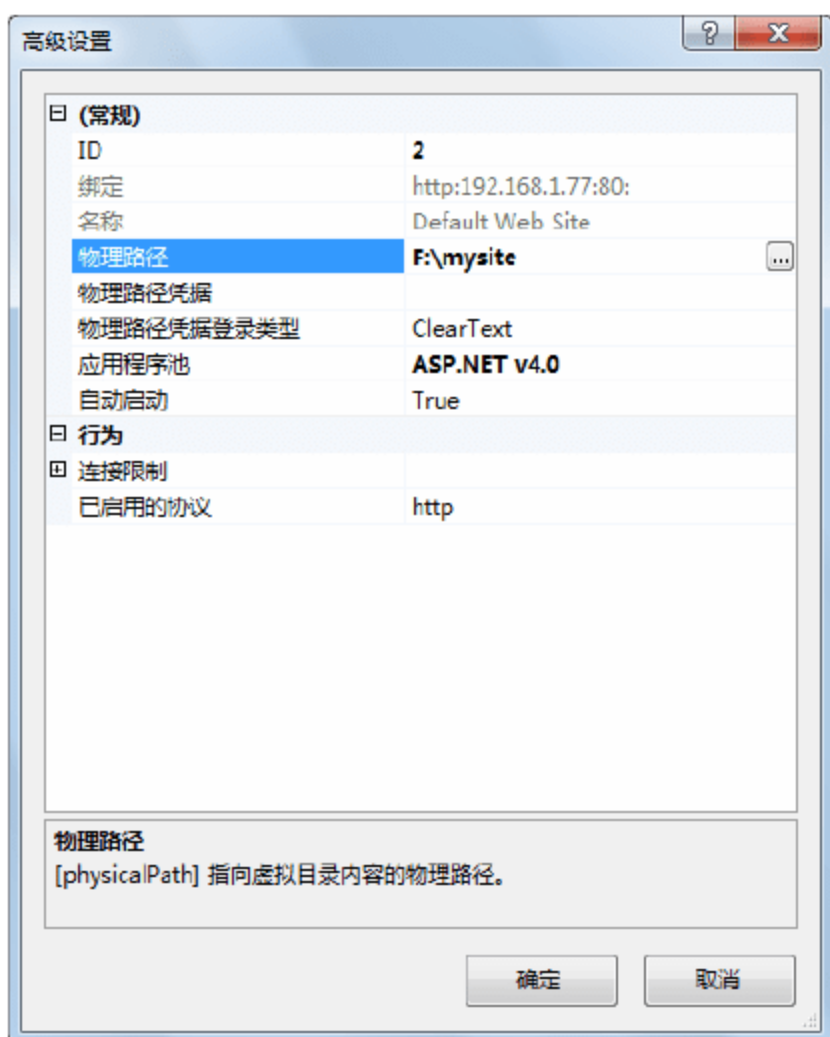 高级设置
(常规)
ID 2
绑定 http:192.168.1.77:80:
名称 Default Web Site
物理路径 F:\mysite ...
物理路径凭据
物理路径凭据登录类型 ClearText
应用程序池 ASP.NET v4.0
自动启动 True
行为
连接限制
已启用的协议 http
物理路径
[physicalPath] 指向虚拟目录内容的物理路径。
确定 取消